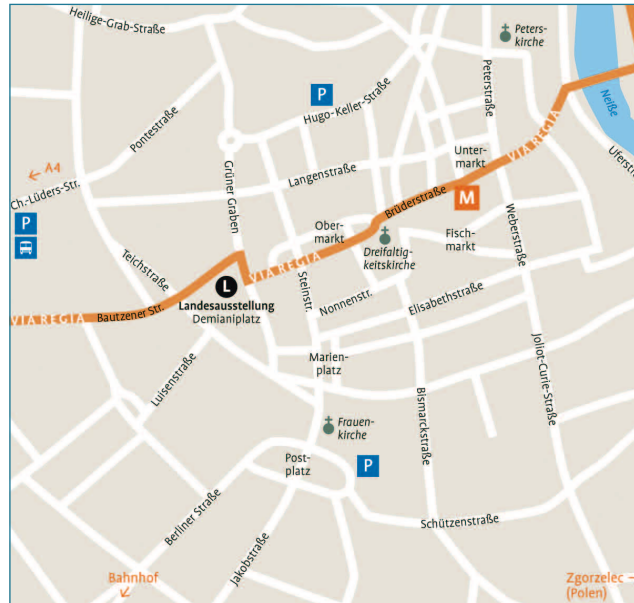 Heilige-Grab-Straße
Peters-
kirche
Peterstraße
P
Hugo-Keller-Straße
Pontestraße
Neiße
VIA REGIA
Unter-
markt
Uferstr.
A4
Grüner Graben
Langenstraße
Ch.-Lüders-Str.
M
Brüderstraße
P
Ober-
markt
Weberstraße
Fisch-
markt
Dreifaltig-
keitskirche
Teichstraße
VIA REGIA
L
Steinstr.
Nonnenstr.
Elisabethstraße
Landesausstellung
Demianiplatz
VIA REGIA
Bautzener Str.
Joliot-Curie-Straße
Marien-
platz
Luisenstraße
Bismarckstraße
Frauen-
kirche
Post-
platz
P
Berliner Straße
Schützenstraße
Jakobstraße
Bahnhof
Zgorzelec
(Polen)